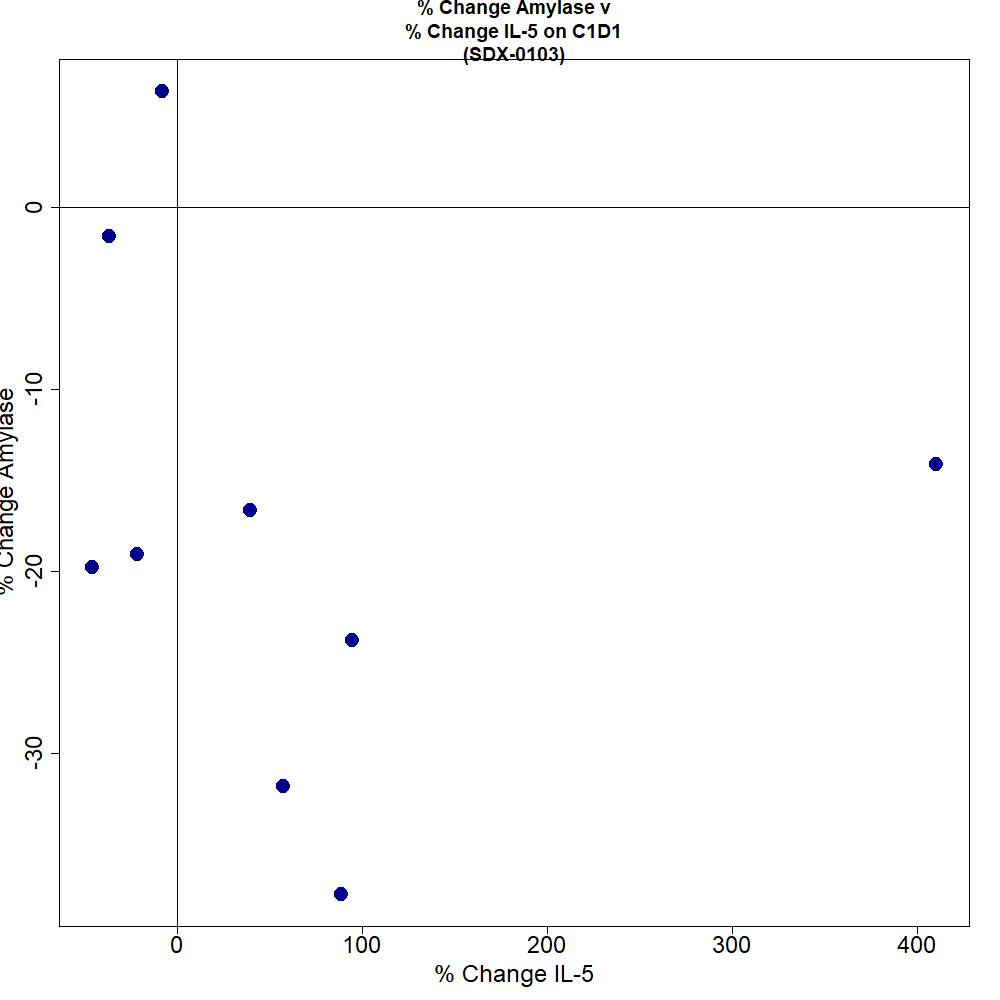 % Change Amylase v
% Change IL-5 on C1D1
(SDX-0103)
% Change Amylase
0
-10
-20
-30
0
100
200
300
400
% Change IL-5